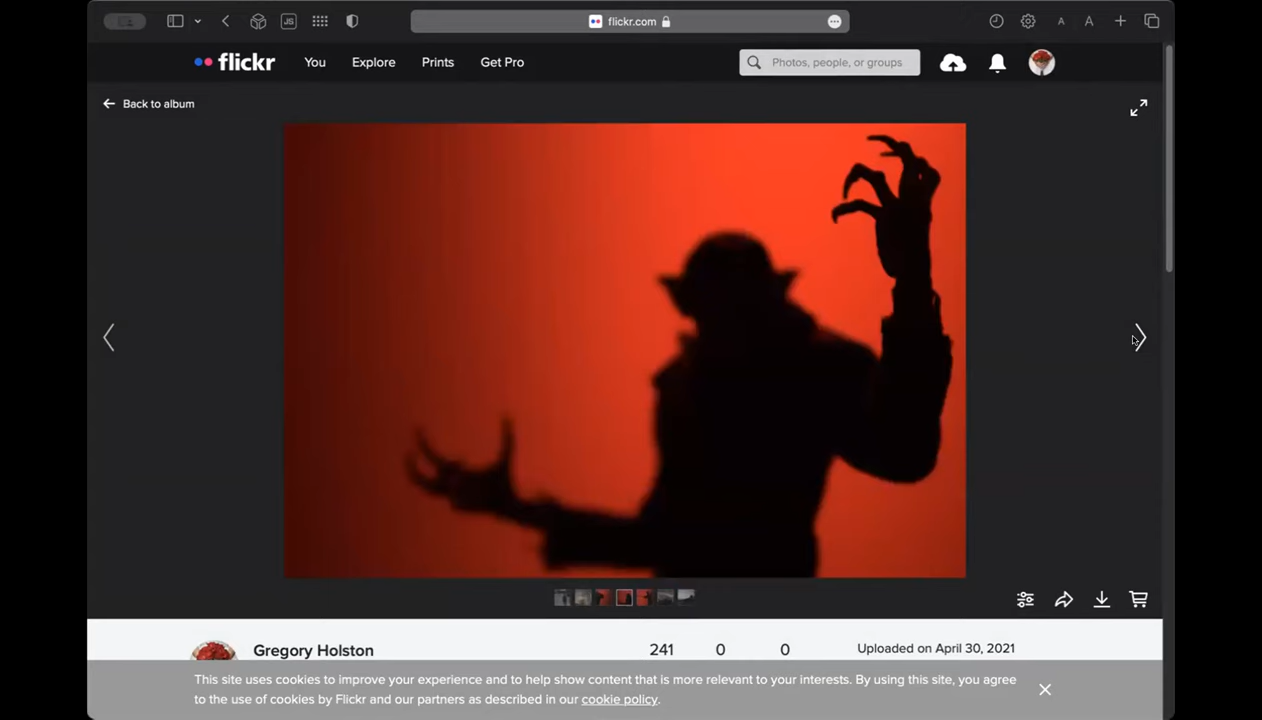 flickr.com
flickr You Explore Prints Get Pro Photos, people, or groups
Back to album
Gregory Holston 241 0 0 Uploaded on April 30, 2021
This site uses cookies to improve your experience and to help show content that is more relevant to your interests. By using this site, you agree
to the use of cookies by Flickr and our partners as described in our cookie policy.
JS
A A